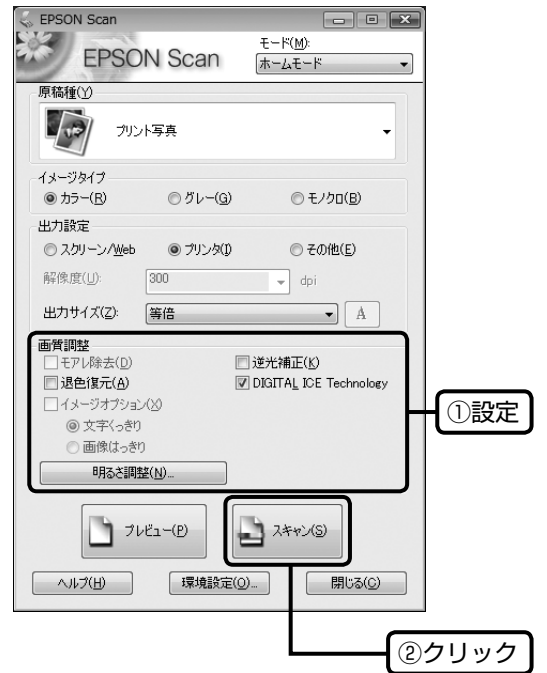 EPSON Scan
EPSON Scan
モード(M):
ホームモード
原稿種(Y)
プリント写真
イメージタイプ
カラー(R) グレー(G) モノクロ(B)
出力設定
スクリーン/Web プリンタ(I) その他(E)
解像度(U): 300 dpi
出力サイズ(Z): 等倍 A
画質調整
モアレ除去(D) 逆光補正(K)
退色復元(A) DIGITAL ICE Technology
イメージオプション(X)
文字くっきり
画像はっきり
明るさ調整(N)...
①設定
プレビュー(P) スキャン(S)
ヘルプ(H) 環境設定(O)... 閉じる(C)
②クリック